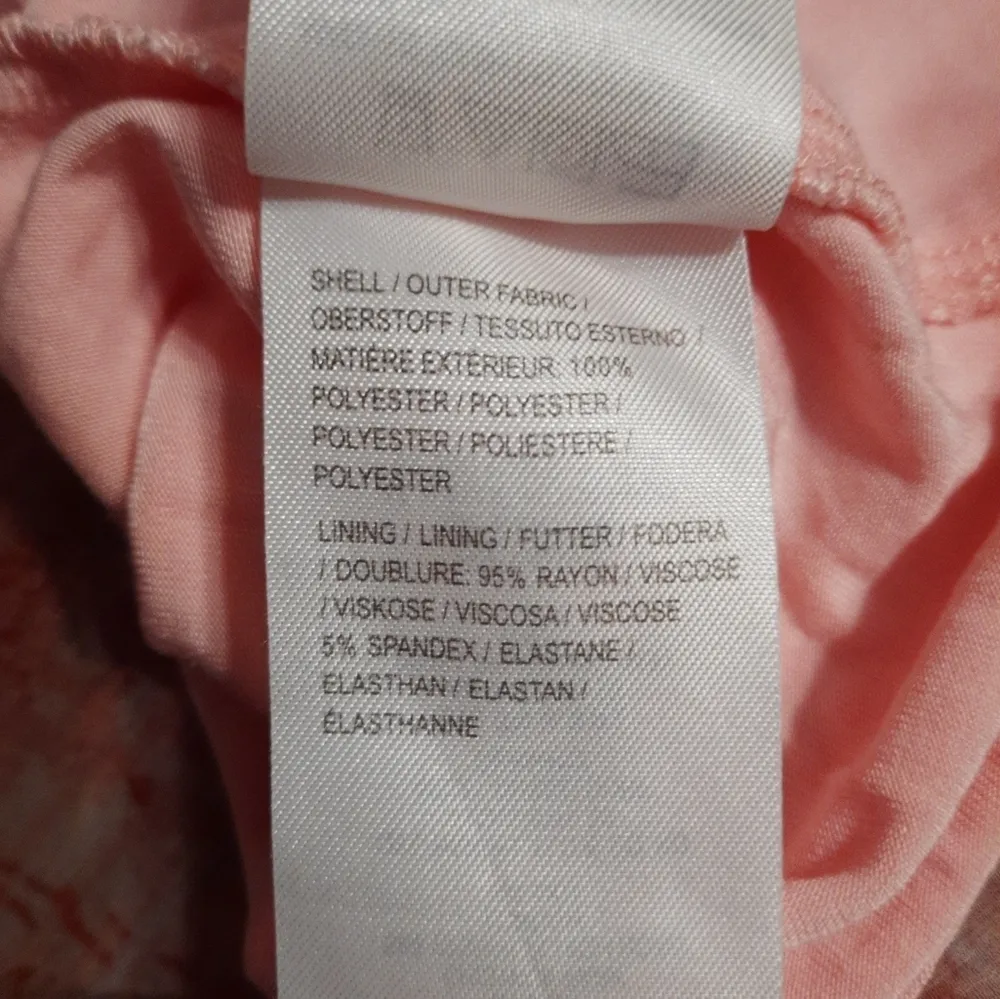 SHELL / OUTER FABRIC /
OBERSTOFF / TESSUTO ESTERNO /
MATIÈRE EXTÉRIEUR: 100%
POLYESTER / POLYESTER /
POLYESTER / POLIESTERE /
POLYESTER
LINING / LINING / FUTTER / FODERA
/ DOUBLURE: 95% RAYON / VISCOSE
/ VISKOSE / VISCOSA / VISCOSE
5% SPANDEX / ELASTANE /
ELASTHAN / ELASTAN /
ÉLASTHANNE